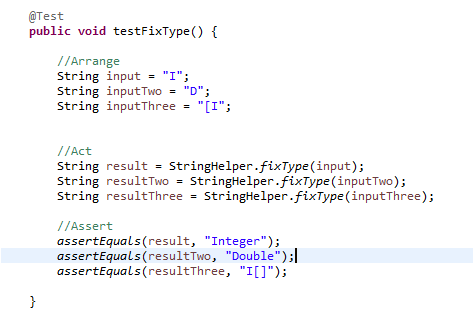 @Test
public void testFixType() {
//Arrange
String input = "I";
String inputTwo = "D";
String inputThree = "[I";
//Act
String result = StringHelper.fixType(input);
String resultTwo = StringHelper.fixType(inputTwo);
String resultThree = StringHelper.fixType(inputThree);
//Assert
assertEquals(result, "Integer");
assertEquals(resultTwo, "Double");
assertEquals(resultThree, "I[]");
}